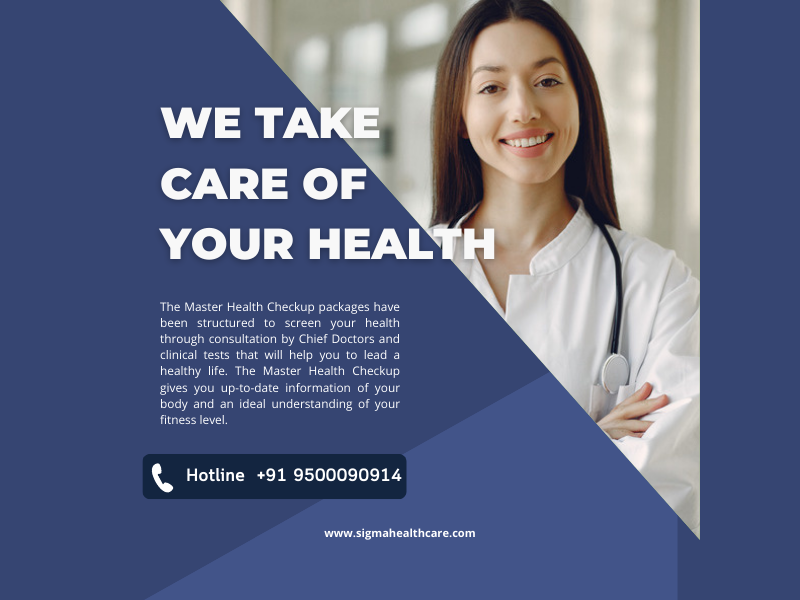 WE TAKE
CARE OF
YOUR HEALTH
The Master Health Checkup packages have
been structured to screen your health
through consultation by Chief Doctors and
clinical tests that will help you to lead a
healthy life. The Master Health Checkup
gives you up-to-date information of your
body and an ideal understanding of your
fitness level.
Hotline +91 9500090914
www.sigmahealthcare.com